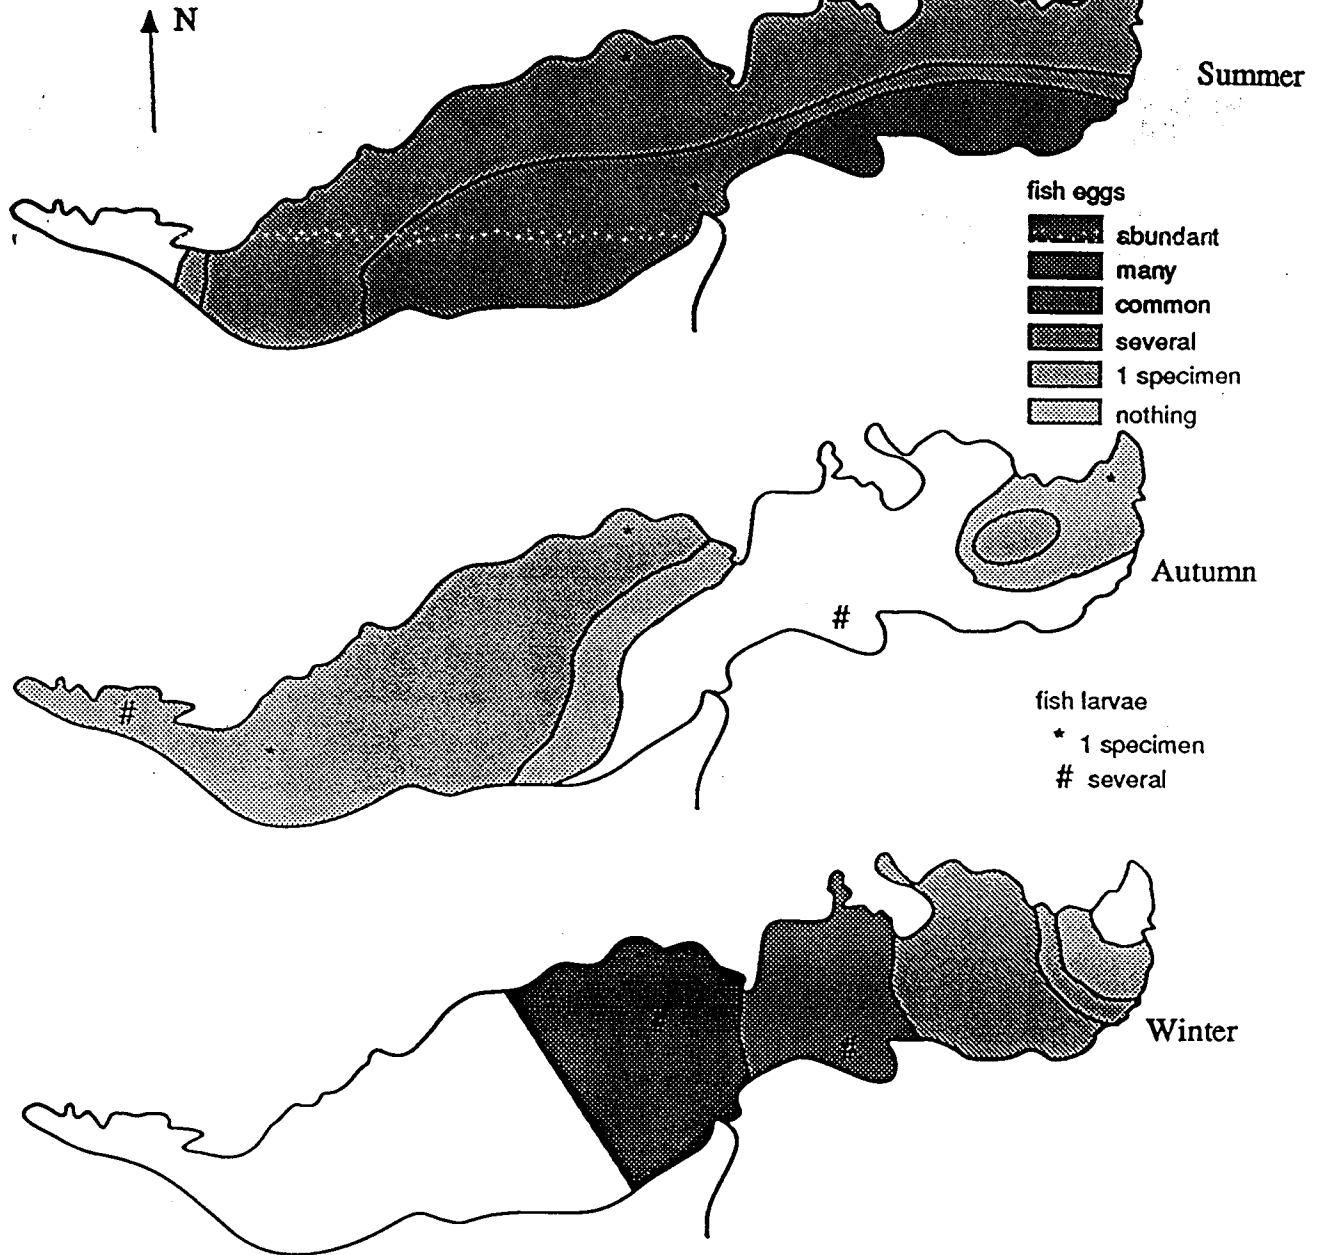 N
Summer
fish eggs
abundant
many
common
several
1 specimen
nothing
#
Autumn
#
fish larvae
* 1 specimen
# several
#
Winter